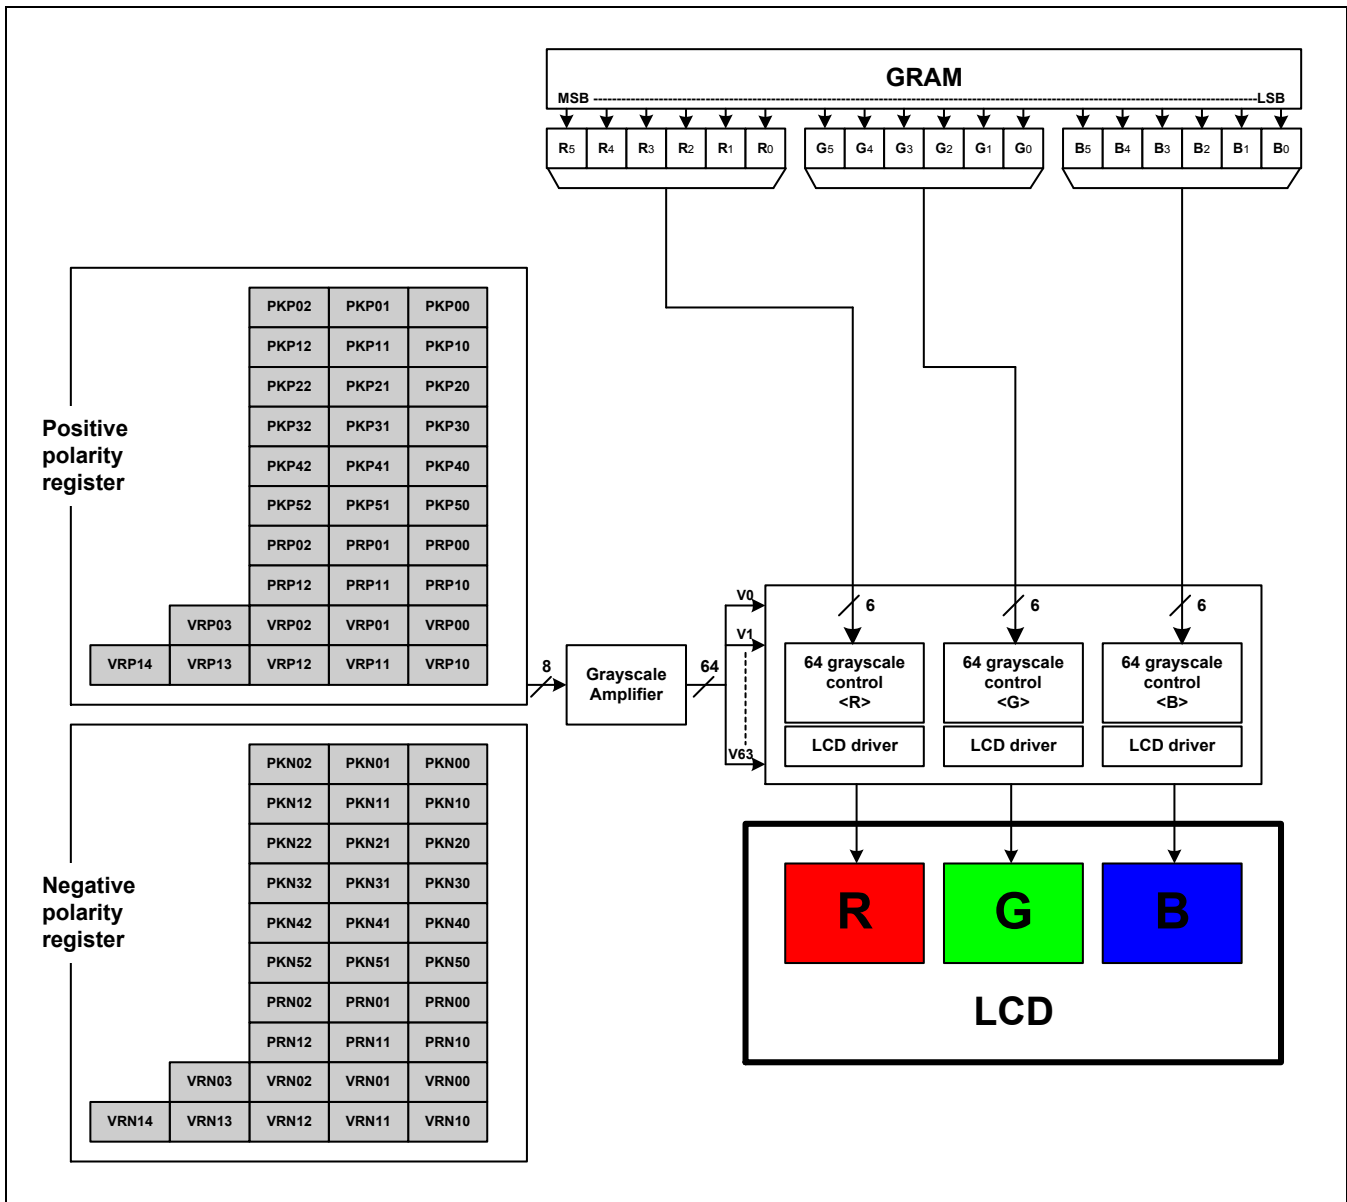 GRAM
MSB LSB
R5 R4 R3 R2 R1 R0 G5 G4 G3 G2 G1 G0 B5 B4 B3 B2 B1 B0
Positive
polarity
register
PKP02 PKP01 PKP00
PKP12 PKP11 PKP10
PKP22 PKP21 PKP20
PKP32 PKP31 PKP30
PKP42 PKP41 PKP40
PKP52 PKP51 PKP50
PRP02 PRP01 PRP00
PRP12 PRP11 PRP10
VRP03 VRP02 VRP01 VRP00
VRP14 VRP13 VRP12 VRP11 VRP10
8
Grayscale
Amplifier
64
V0
V1
V63
6 6 6
64 grayscale
control
<R>
LCD driver
64 grayscale
control
<G>
LCD driver
64 grayscale
control
<B>
LCD driver
Negative
polarity
register
PKN02 PKN01 PKN00
PKN12 PKN11 PKN10
PKN22 PKN21 PKN20
PKN32 PKN31 PKN30
PKN42 PKN41 PKN40
PKN52 PKN51 PKN50
PRN02 PRN01 PRN00
PRN12 PRN11 PRN10
VRN03 VRN02 VRN01 VRN00
VRN14 VRN13 VRN12 VRN11 VRN10
R G B
LCD